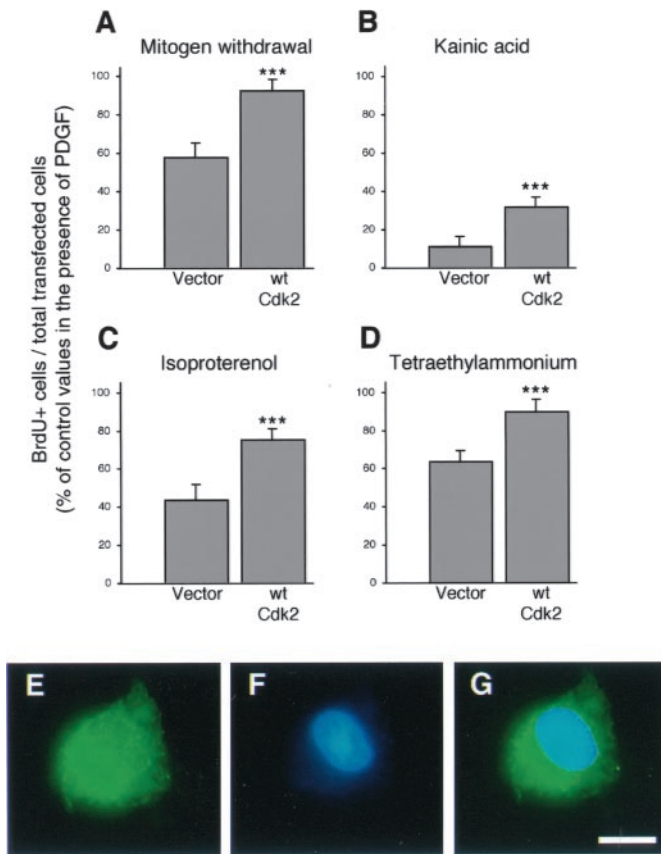 A
Mitogen withdrawal
100
80
60
40
20
0
***
Vector
wt
Cdk2
B
Kainic acid
100
80
60
40
20
0
***
Vector
wt
Cdk2
BrdU+ cells / total transfected cells
(% of control values in the presence of PDGF)
C
Isoproterenol
100
80
60
40
20
0
***
Vector
wt
Cdk2
D
Tetraethylammonium
100
80
60
40
20
0
***
Vector
wt
Cdk2
E
F
G